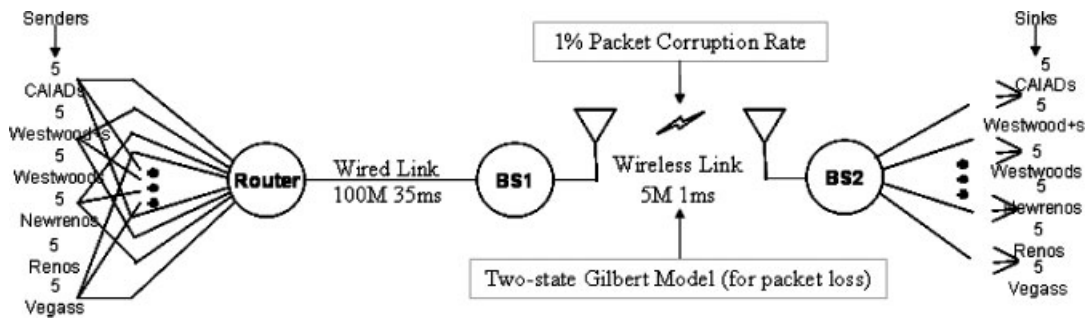 Senders
5
CAIADs
5
Westwood+s
5
Westwoods
5
Newrenos
5
Renos
5
Vegass
Router
Wired Link
100M 35ms
BS1
1% Packet Corruption Rate
Wireless Link
5M 1ms
Two-state Gilbert Model (for packet loss)
BS2
Sinks
5
CAIADs
5
Westwood+s
5
Westwoods
5
Newrenos
5
Renos
5
Vegass